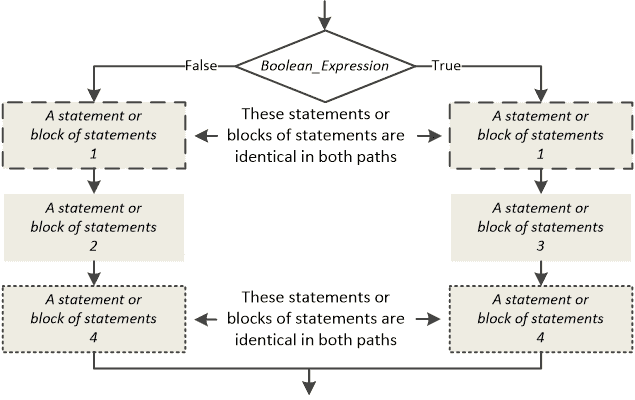 False
Boolean_Expression
True
A statement or
block of statements
1
These statements or
blocks of statements are
identical in both paths
A statement or
block of statements
1
A statement or
block of statements
2
A statement or
block of statements
3
A statement or
block of statements
4
These statements or
blocks of statements are
identical in both paths
A statement or
block of statements
4